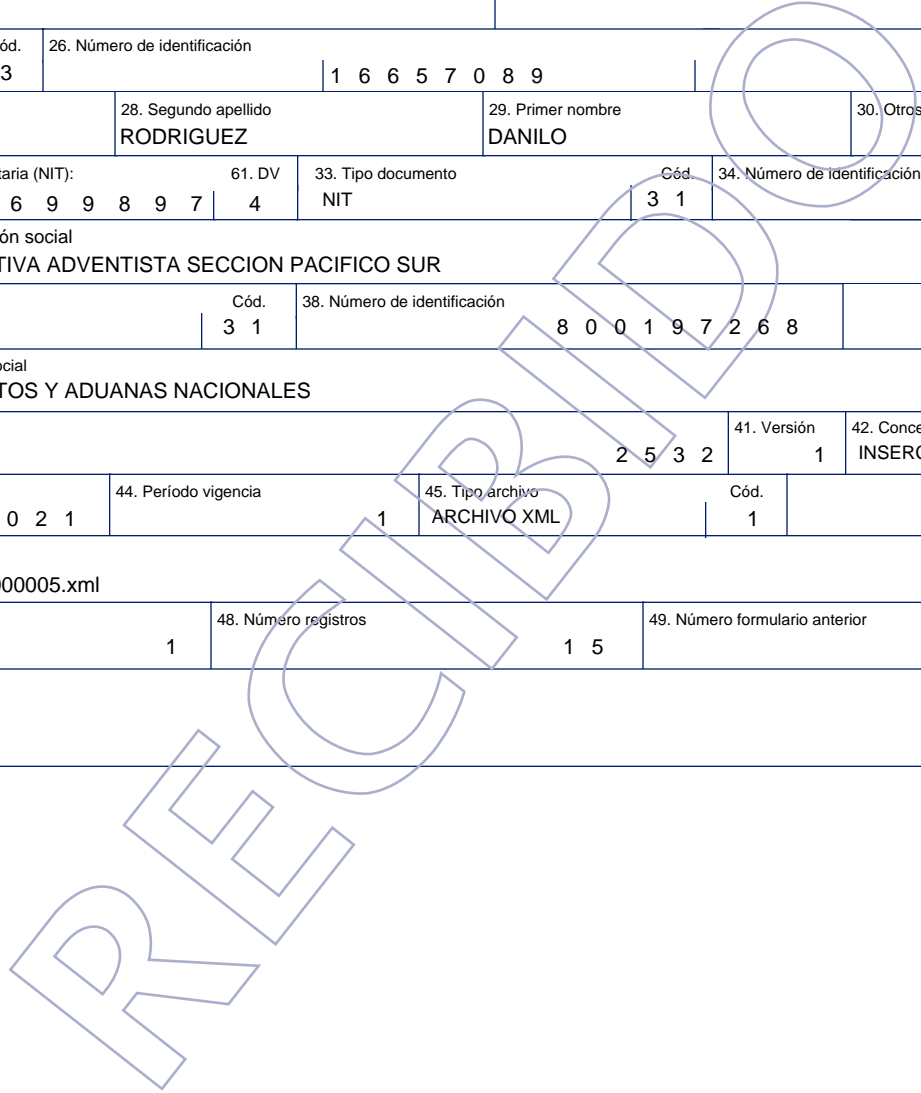 ód. 26. Número de identificación
3 1 6 6 5 7 0 8 9
28. Segundo apellido 29. Primer nombre 30. Otros
RODRIGUEZ DANILO
taria (NIT): 61. DV 33. Tipo documento Cód. 34. Número de identificación
6 9 9 8 9 7 4 NIT 3 1
ón social
TIVA ADVENTISTA SECCION PACIFICO SUR
Cód. 38. Número de identificación
3 1 8 0 0 1 9 7 2 6 8
ocial
TOS Y ADUANAS NACIONALES
41. Versión 42. Conce
2 5 3 2 1 INSERC
44. Período vigencia 45. Tipo archivo Cód.
0 2 1 1 ARCHIVO XML 1
000005.xml
48. Número registros 49. Número formulario anterior
1 1 5
RECIBIDO